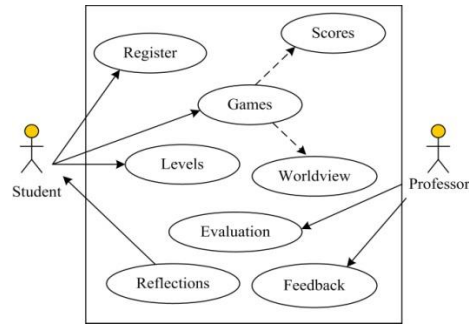 Scores
Register
Games
Levels
Worldview
Student
Professor
Evaluation
Reflections
Feedback